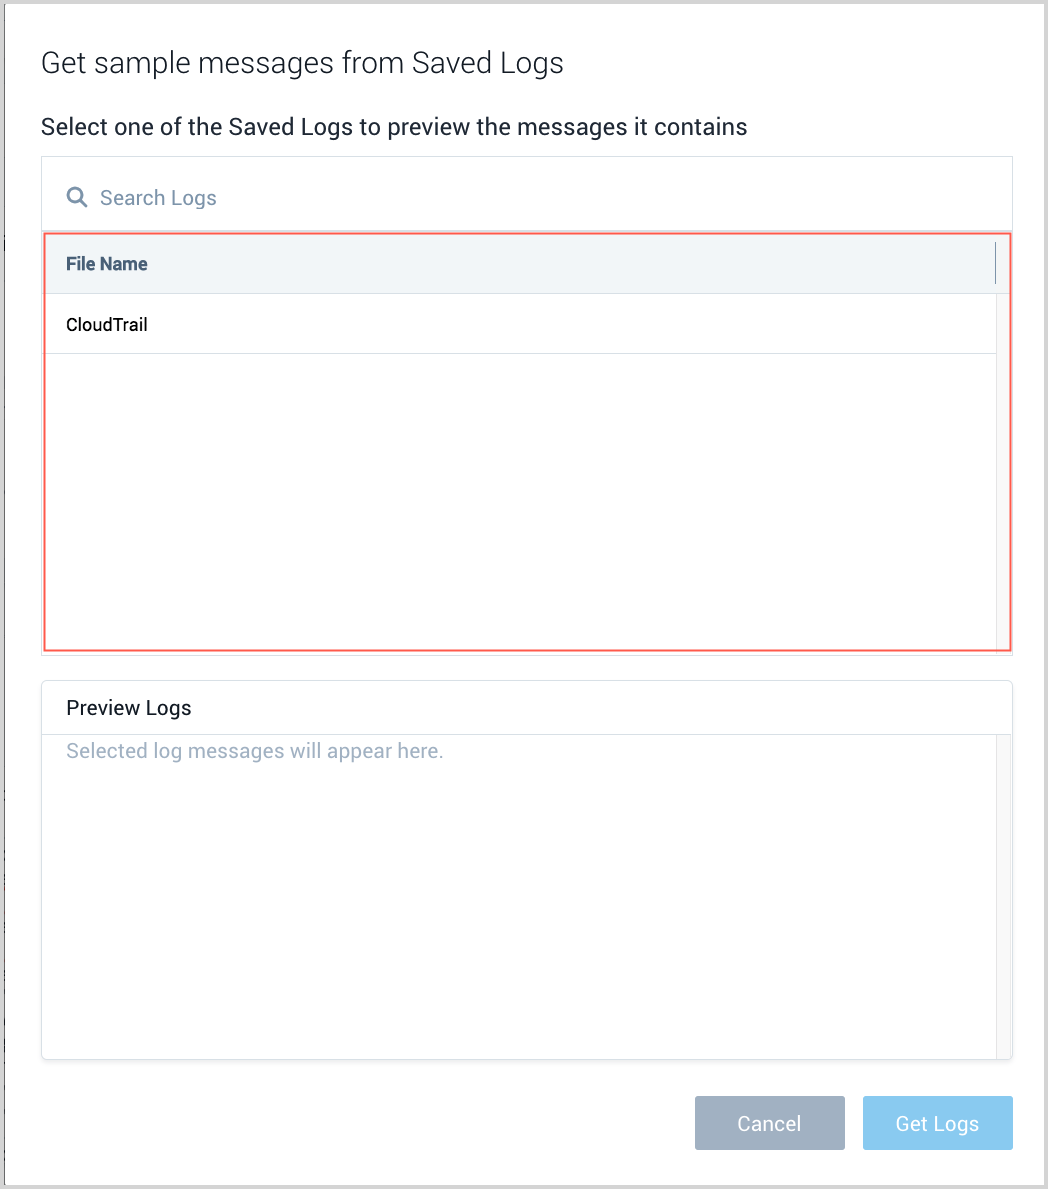 Get sample messages from Saved Logs
Select one of the Saved Logs to preview the messages it contains
Search Logs
File Name
CloudTrail
Preview Logs
Selected log messages will appear here.
Cancel
Get Logs